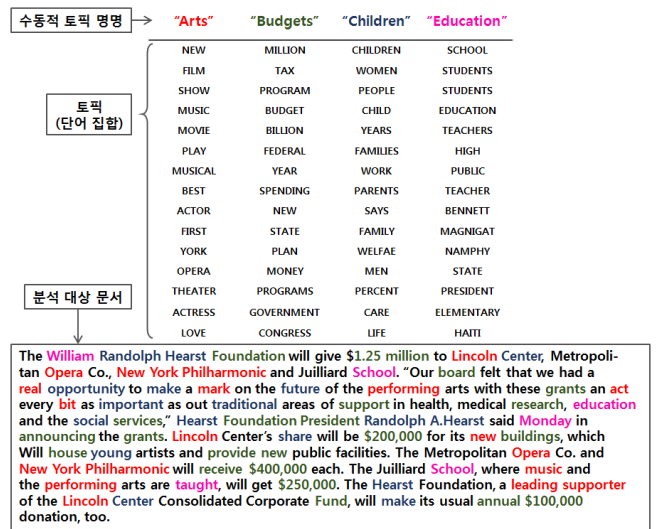 수동적 토픽 명명 “Arts” “Budgets” “Children” “Education”
NEW MILLION CHILDREN SCHOOL
FILM TAX WOMEN STUDENTS
SHOW PROGRAM PEOPLE STUDENTS
MUSIC BUDGET CHILD EDUCATION
MOVIE BILLION YEARS TEACHERS
PLAY FEDERAL FAMILIES HIGH
MUSICAL YEAR WORK PUBLIC
BEST SPENDING PARENTS TEACHER
ACTOR NEW SAYS BENNETT
FIRST STATE FAMILY MAGNIGAT
YORK PLAN WELFAE NAMPHY
OPERA MONEY MEN STATE
THEATER PROGRAMS PERCENT PRESIDENT
ACTRESS GOVERNMENT CARE ELEMENTARY
LOVE CONGRESS LIFE HAITI
토픽
(단어 집합)
분석 대상 문서
The William Randolph Hearst Foundation will give $1.25 million to Lincoln Center, Metropoli-
tan Opera Co., New York Philharmonic and Juilliard School. “Our board felt that we had a
real opportunity to make a mark on the future of the performing arts with these grants an act
every bit as important as out traditional areas of support in health, medical research, education
and the social services,” Hearst Foundation President Randolph A.Hearst said Monday in
announcing the grants. Lincoln Center’s share will be $200,000 for its new buildings, which
Will house young artists and provide new public facilities. The Metropolitan Opera Co. and
New York Philharmonic will receive $400,000 each. The Juilliard School, where music and
the performing arts are taught, will get $250,000. The Hearst Foundation, a leading supporter
of the Lincoln Center Consolidated Corporate Fund, will make its usual annual $100,000
donation, too.